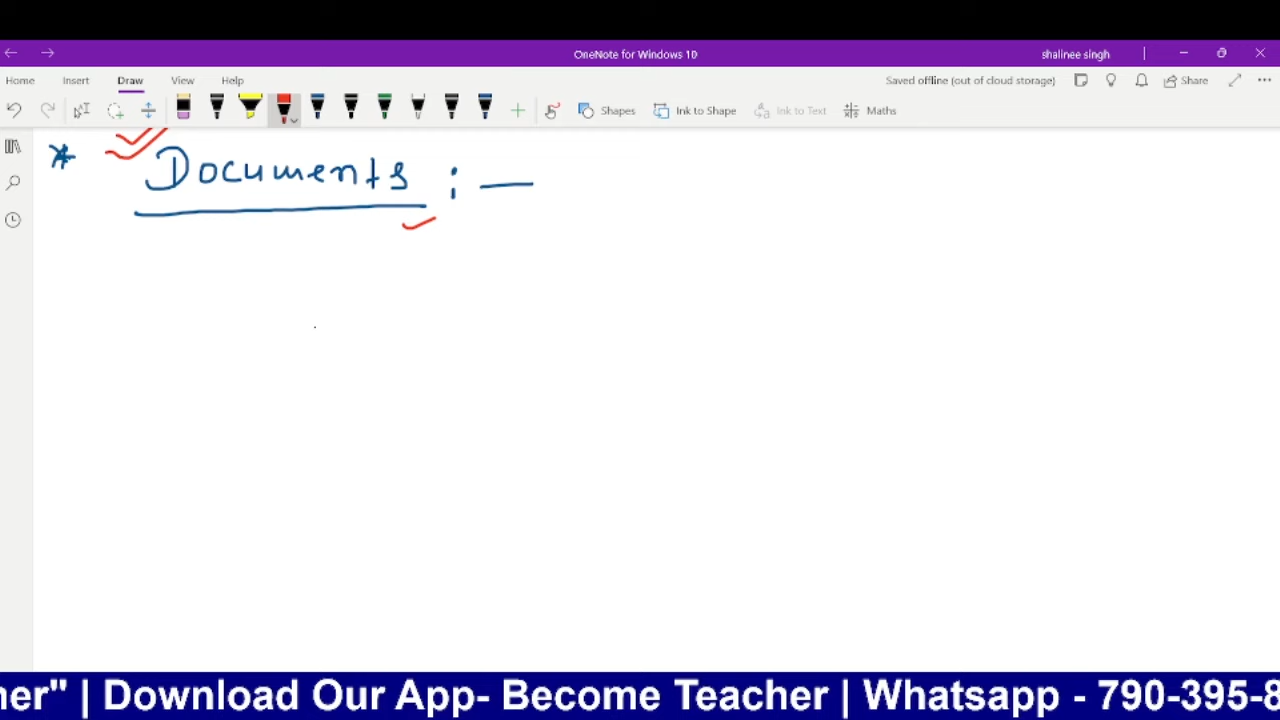 OneNote for Windows 10
shalinee singh
Home Insert Draw View Help
Saved offline (out of cloud storage)
Share
Shapes
Ink to Shape
Ink to Text
Maths
* Documents : —
ner" | Download Our App- Become Teacher | Whatsapp - 790-395-8